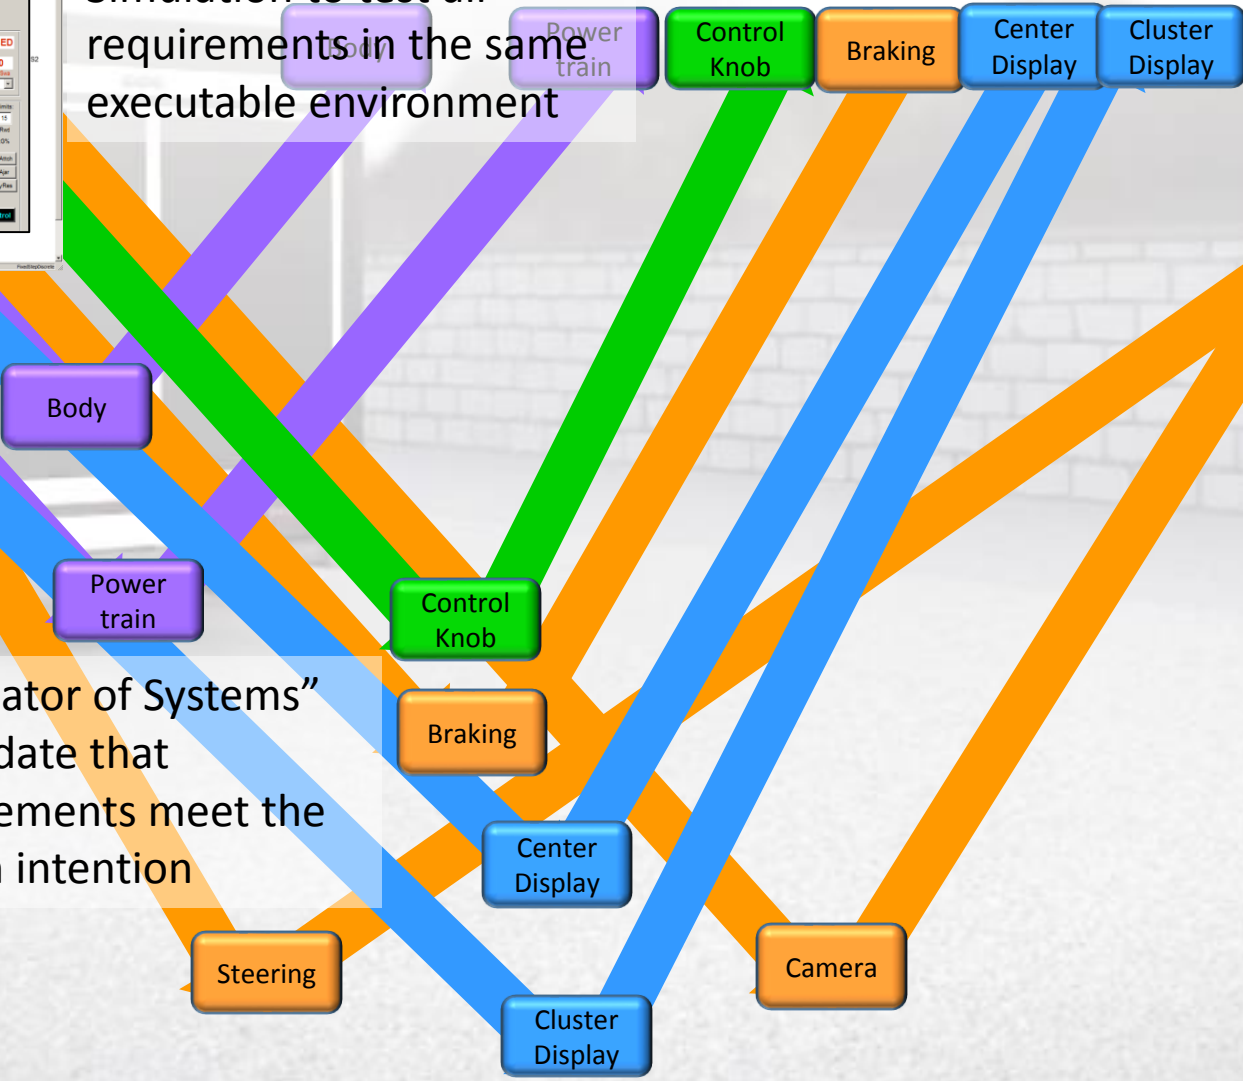 requirements in the same
executable environment
Body
Power
train
Control
Knob
Braking
Center
Display
Cluster
Display
Body
Power
train
Control
Knob
ator of Systems”
date that
ements meet the
intention
Braking
Center
Display
Steering
Camera
Cluster
Display